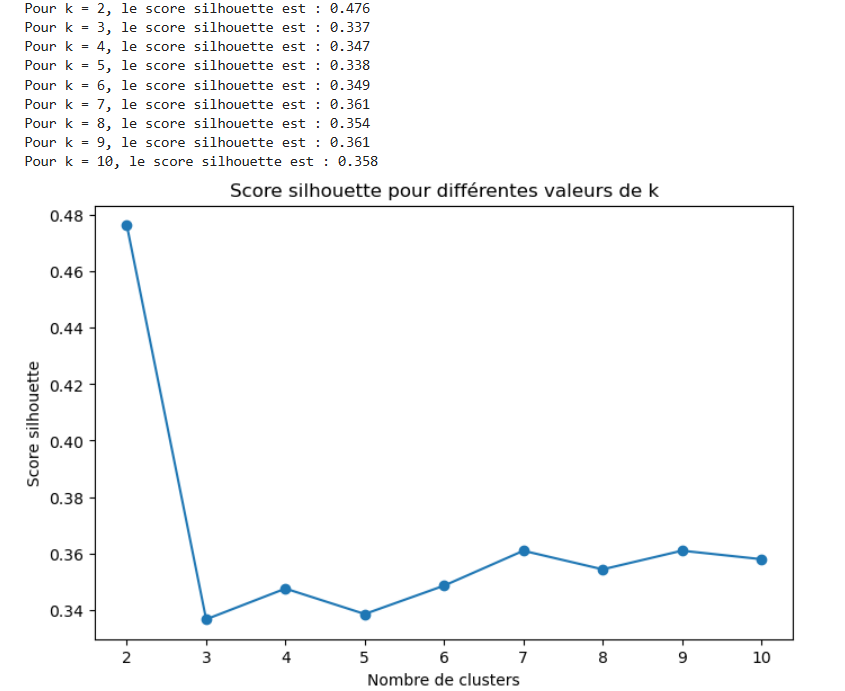 Pour k = 2, le score silhouette est : 0.476
Pour k = 3, le score silhouette est : 0.337
Pour k = 4, le score silhouette est : 0.347
Pour k = 5, le score silhouette est : 0.338
Pour k = 6, le score silhouette est : 0.349
Pour k = 7, le score silhouette est : 0.361
Pour k = 8, le score silhouette est : 0.354
Pour k = 9, le score silhouette est : 0.361
Pour k = 10, le score silhouette est : 0.358
Score silhouette pour différentes valeurs de k
Score silhouette
0.48
0.46
0.44
0.42
0.40
0.38
0.36
0.34
2 3 4 5 6 7 8 9 10
Nombre de clusters